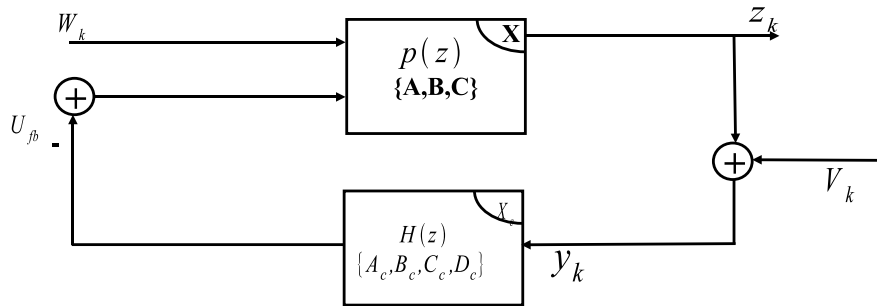 W_k
z_k
X
p(z)
{A,B,C}
+
U_fb
-
+
V_k
X_c
H(z)
{A_c,B_c,C_c,D_c}
y_k